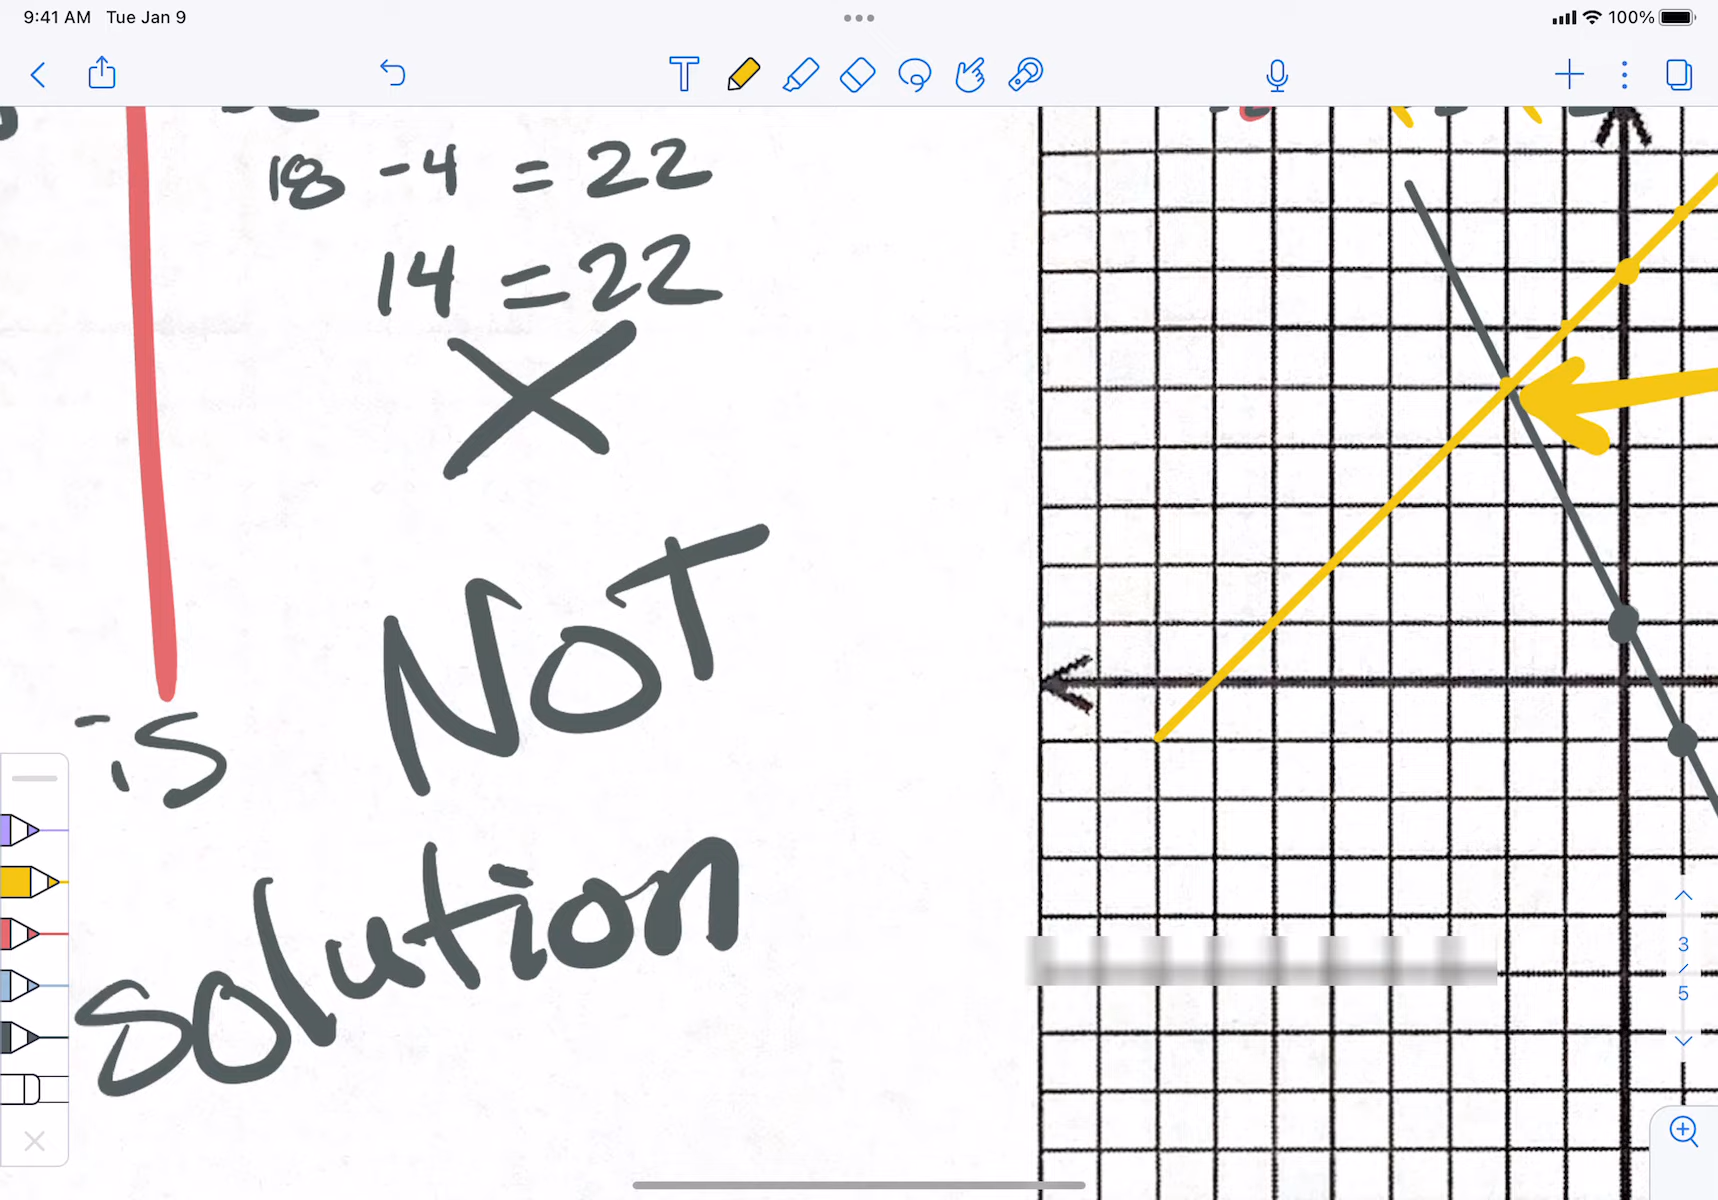 9:41 AM Tue Jan 9
100%
18 - 4 = 22
14 = 22
X
is NOT
solution
3
5